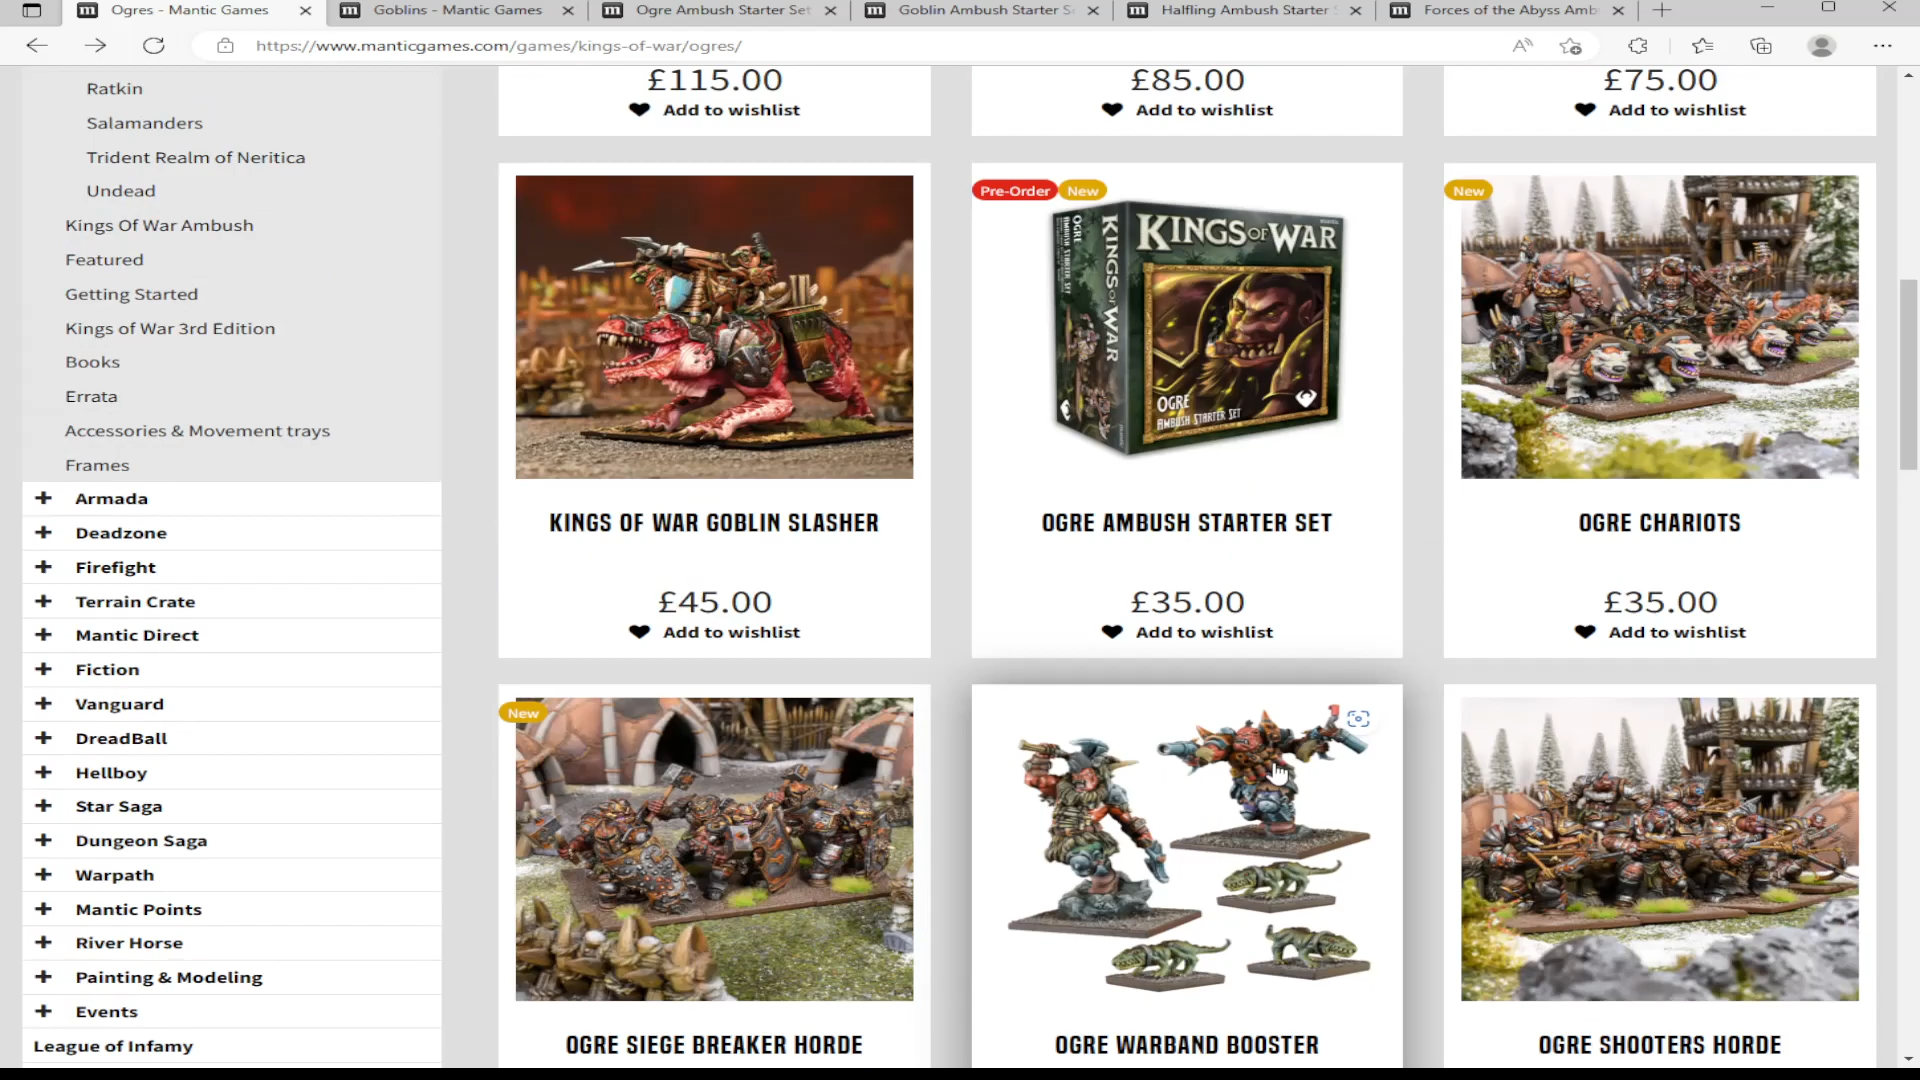 Ogres - Mantic Games
Goblins - Mantic Games
Ogre Ambush Starter Set
Goblin Ambush Starter S
Halfling Ambush Starter
Forces of the Abyss Amb
https://www.manticgames.com/games/kings-of-war/ogres/
Ratkin
Salamanders
Trident Realm of Neritica
Undead
Kings Of War Ambush
Featured
Getting Started
Kings of War 3rd Edition
Books
Errata
Accessories & Movement trays
Frames
Armada
Deadzone
Firefight
Terrain Crate
Mantic Direct
Fiction
Vanguard
DreadBall
Hellboy
Star Saga
Dungeon Saga
Warpath
Mantic Points
River Horse
Painting & Modeling
Events
League of Infamy
£115.00
Add to wishlist
£85.00
Add to wishlist
£75.00
Add to wishlist
KINGS OF WAR GOBLIN SLASHER
£45.00
Add to wishlist
Pre-Order New
KINGS OF WAR
OGRE
AMBUSH STARTER SET
KINGS OF WAR
OGRE
AMBUSH STARTER SET
OGRE AMBUSH STARTER SET
£35.00
Add to wishlist
New
OGRE CHARIOTS
£35.00
Add to wishlist
New
OGRE SIEGE BREAKER HORDE
OGRE WARBAND BOOSTER
OGRE SHOOTERS HORDE